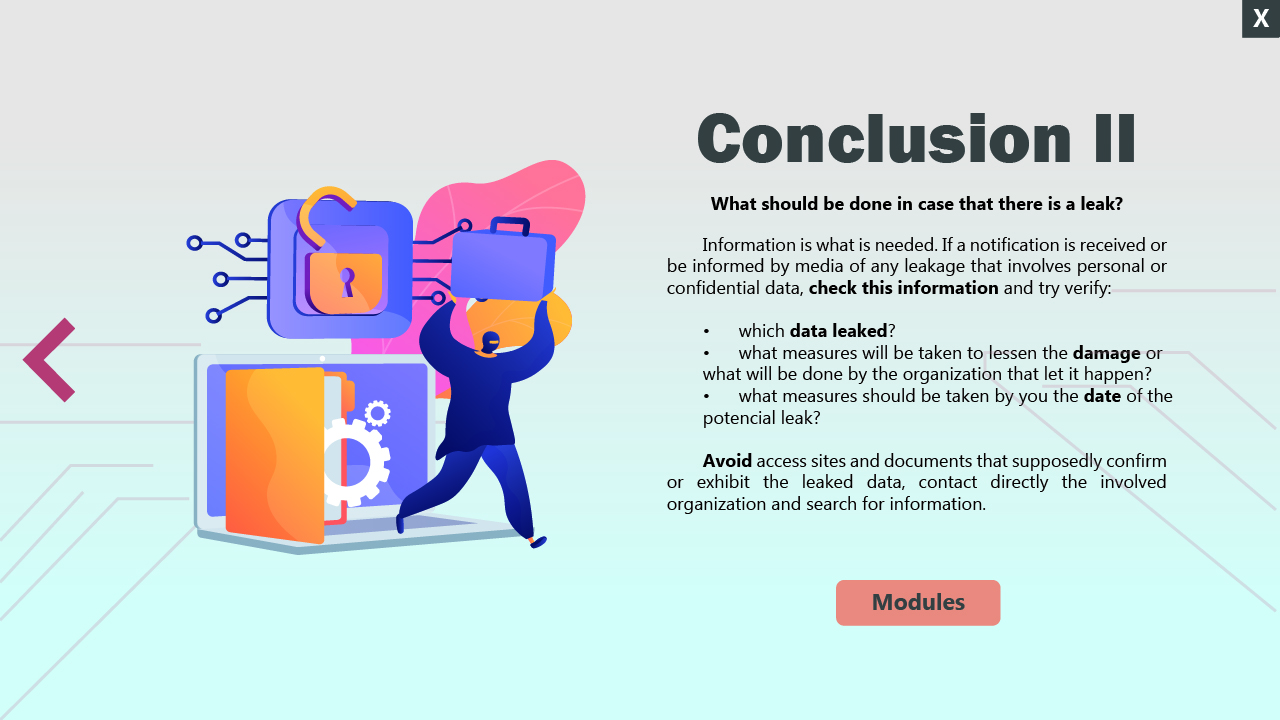 X
Conclusion II
What should be done in case that there is a leak?
Information is what is needed. If a notification is received or
be informed by media of any leakage that involves personal or
confidential data, check this information and try verify:
• which data leaked?
• what measures will be taken to lessen the damage or
what will be done by the organization that let it happen?
• what measures should be taken by you the date of the
potencial leak?
Avoid access sites and documents that supposedly confirm
or exhibit the leaked data, contact directly the involved
organization and search for information.
Modules